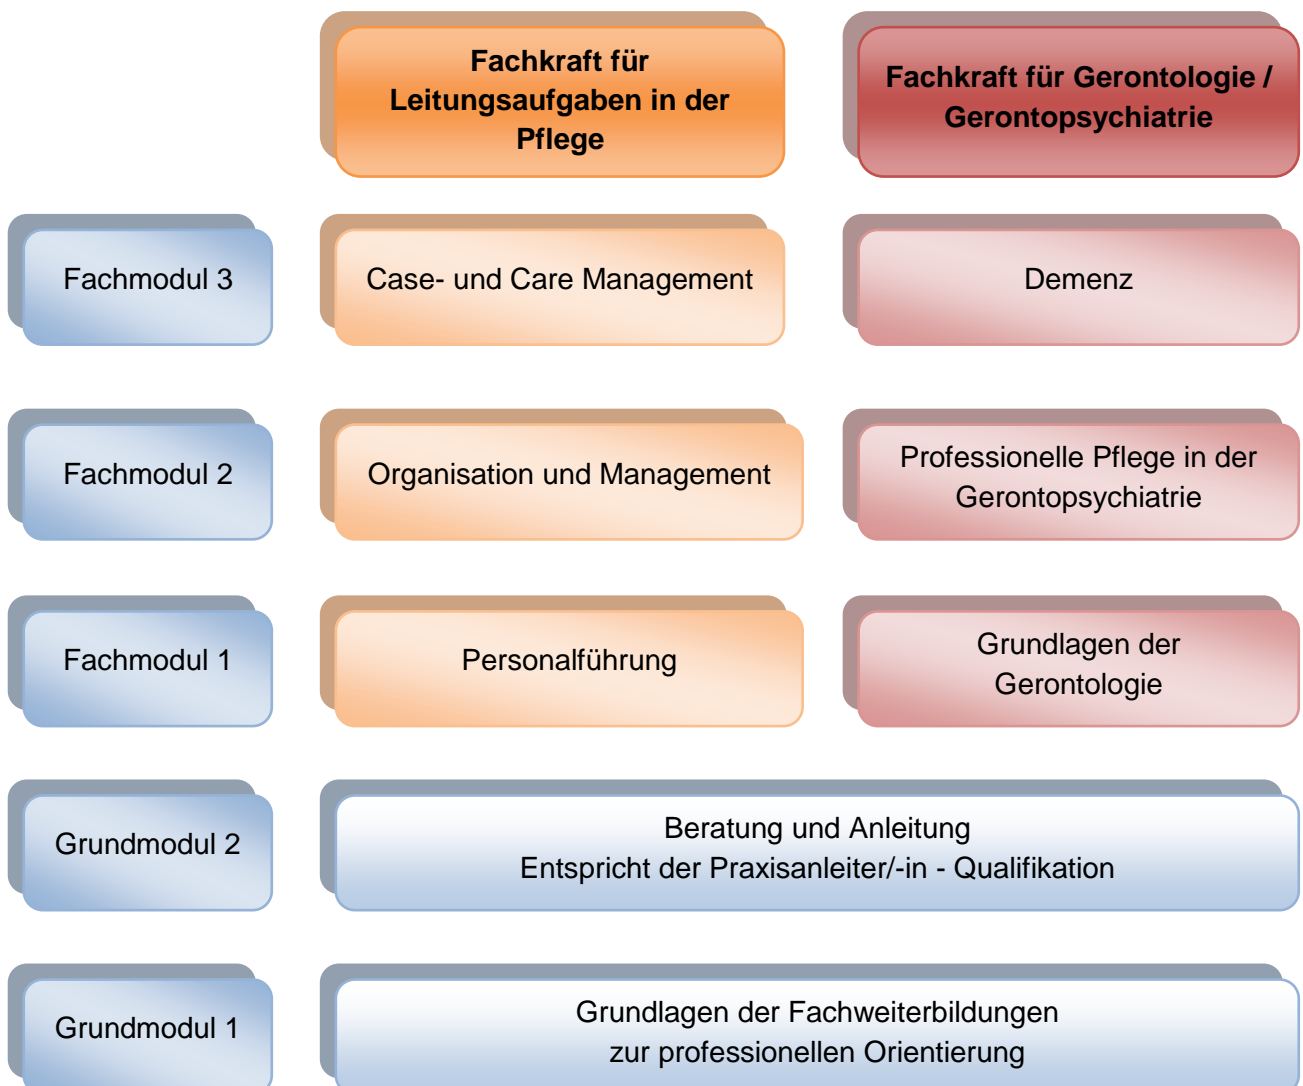 Fachkraft für
Leitungsaufgaben in der
Pflege
Fachkraft für Gerontologie /
Gerontopsychiatrie
Fachmodul 3
Case- und Care Management
Demenz
Fachmodul 2
Organisation und Management
Professionelle Pflege in der
Gerontopsychiatrie
Fachmodul 1
Personalführung
Grundlagen der
Gerontologie
Grundmodul 2
Beratung und Anleitung
Entspricht der Praxisanleiter/-in - Qualifikation
Grundmodul 1
Grundlagen der Fachweiterbildungen
zur professionellen Orientierung